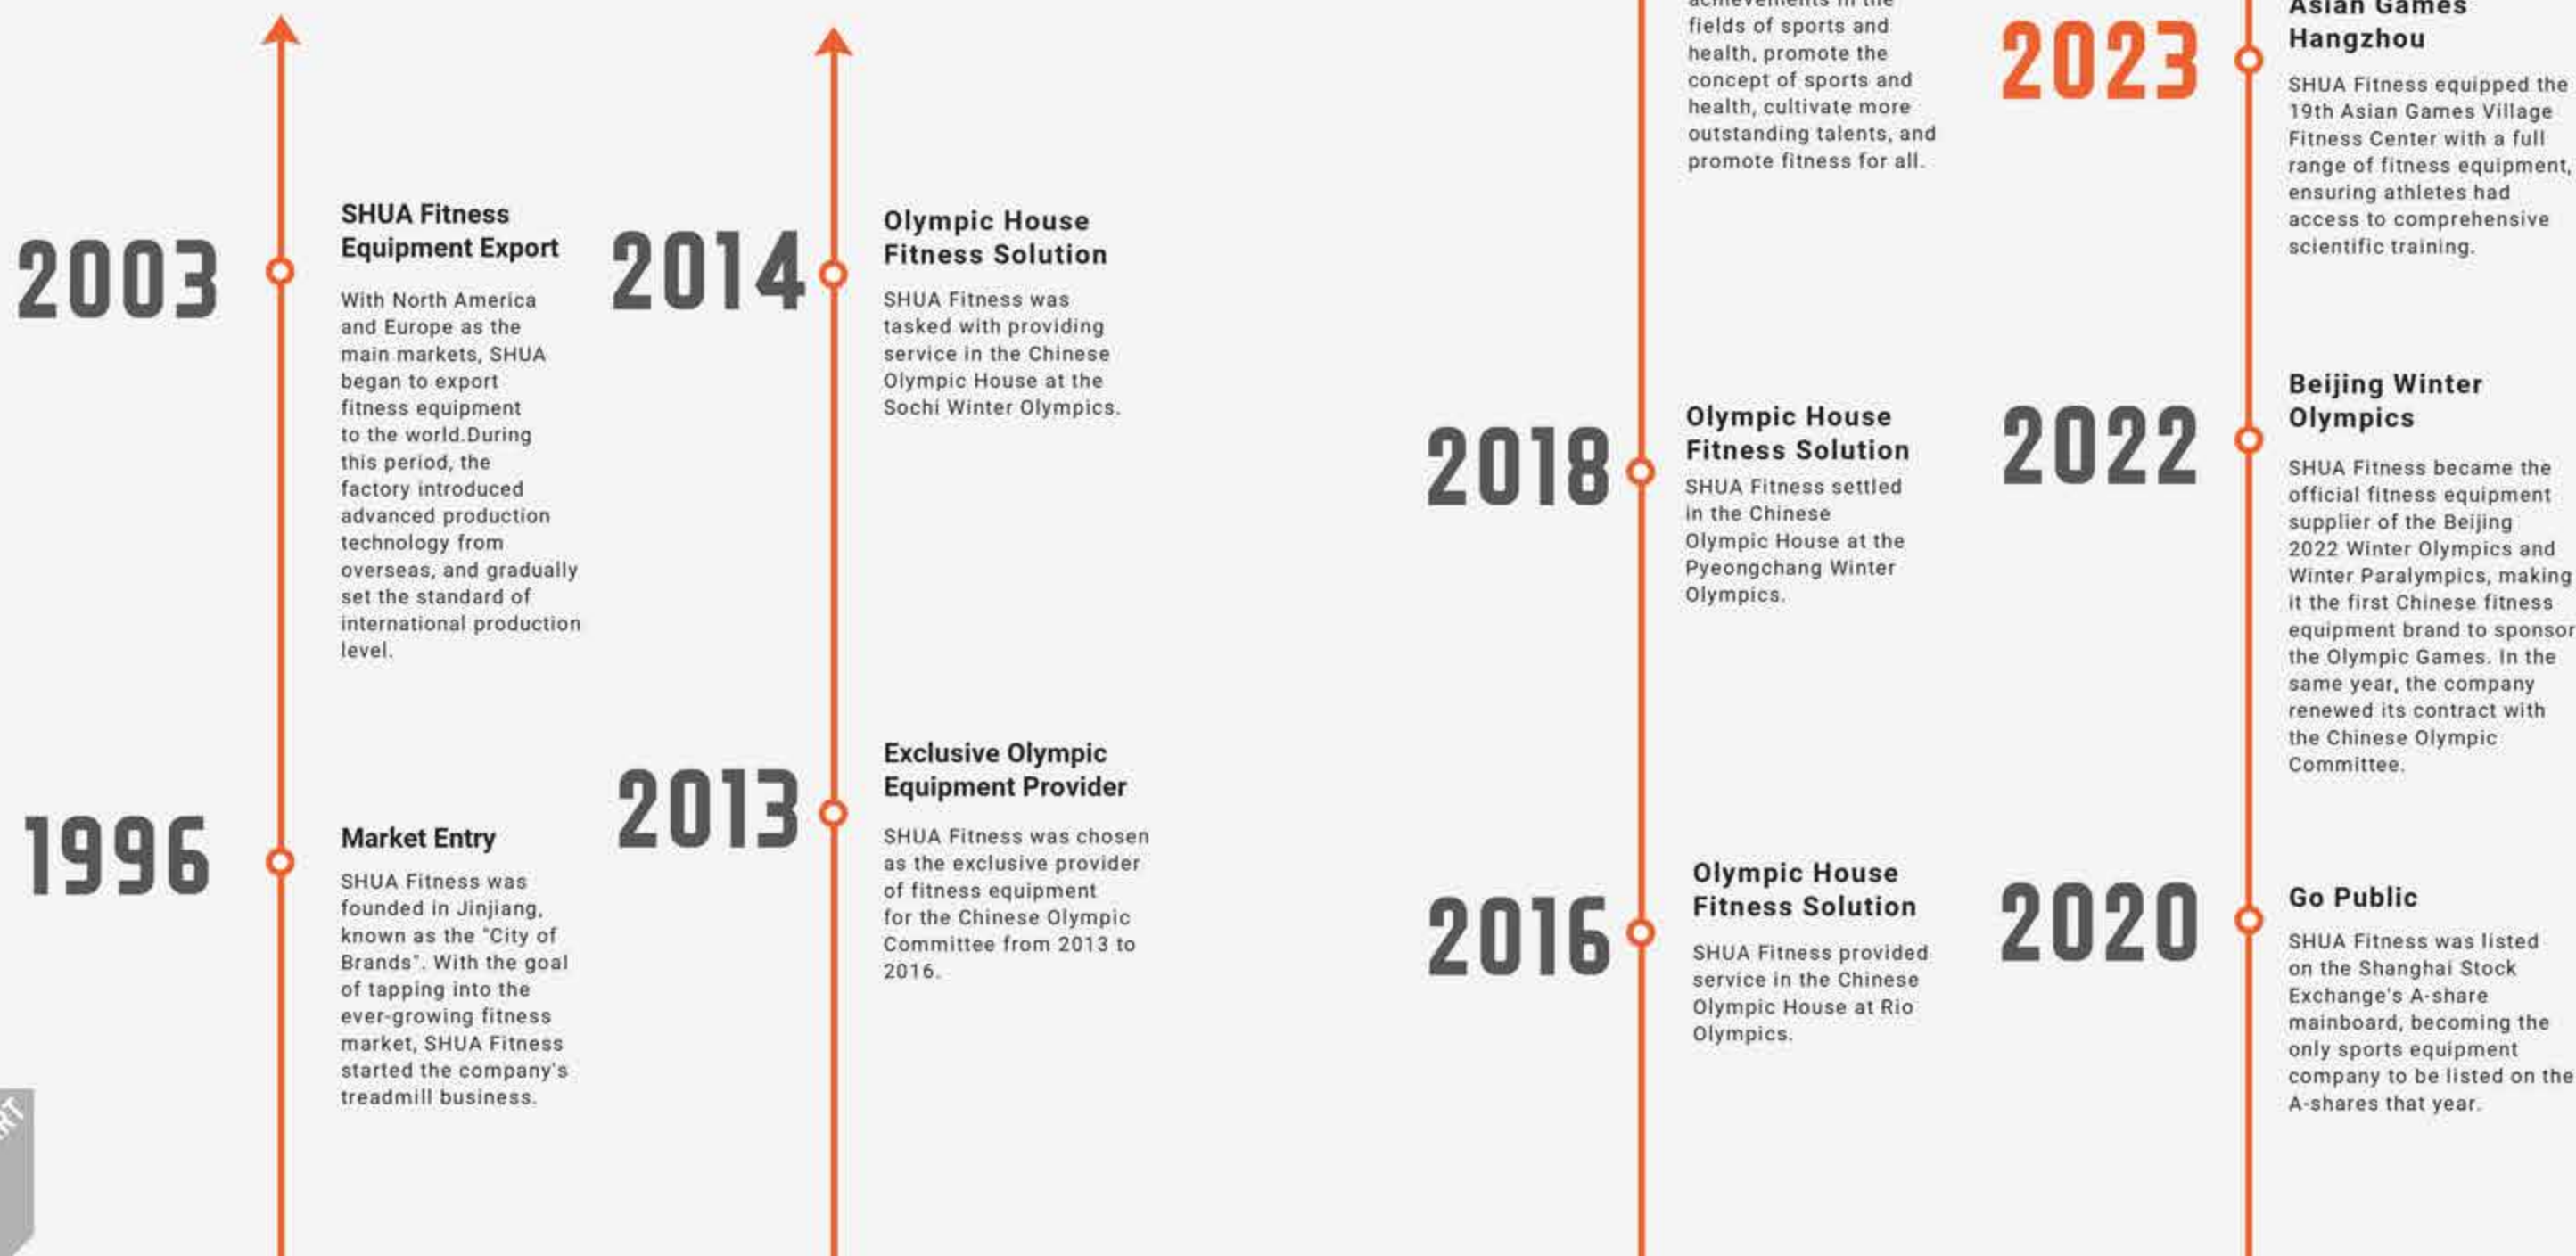 2003
SHUA Fitness
Equipment Export
With North America
and Europe as the
main markets, SHUA
began to export
fitness equipment
to the world.During
this period, the
factory introduced
advanced production
technology from
overseas, and gradually
set the standard of
international production
level.
1996
Market Entry
SHUA Fitness was
founded in Jinjiang,
known as the "City of
Brands". With the goal
of tapping into the
ever-growing fitness
market, SHUA Fitness
started the company's
treadmill business.
2014
Olympic House
Fitness Solution
SHUA Fitness was
tasked with providing
service in the Chinese
Olympic House at the
Sochi Winter Olympics.
2013
Exclusive Olympic
Equipment Provider
SHUA Fitness was chosen
as the exclusive provider
of fitness equipment
for the Chinese Olympic
Committee from 2013 to
2016.
achievements in the
fields of sports and
health, promote the
concept of sports and
health, cultivate more
outstanding talents, and
promote fitness for all.
2018
Olympic House
Fitness Solution
SHUA Fitness settled
in the Chinese
Olympic House at the
Pyeongchang Winter
Olympics.
2016
Olympic House
Fitness Solution
SHUA Fitness provided
service in the Chinese
Olympic House at Rio
Olympics.
2023
Asian Games
Hangzhou
SHUA Fitness equipped the
19th Asian Games Village
Fitness Center with a full
range of fitness equipment,
ensuring athletes had
access to comprehensive
scientific training.
2022
Beijing Winter
Olympics
SHUA Fitness became the
official fitness equipment
supplier of the Beijing
2022 Winter Olympics and
Winter Paralympics, making
it the first Chinese fitness
equipment brand to sponsor
the Olympic Games. In the
same year, the company
renewed its contract with
the Chinese Olympic
Committee.
2020
Go Public
SHUA Fitness was listed
on the Shanghai Stock
Exchange's A-share
mainboard, becoming the
only sports equipment
company to be listed on the
A-shares that year.